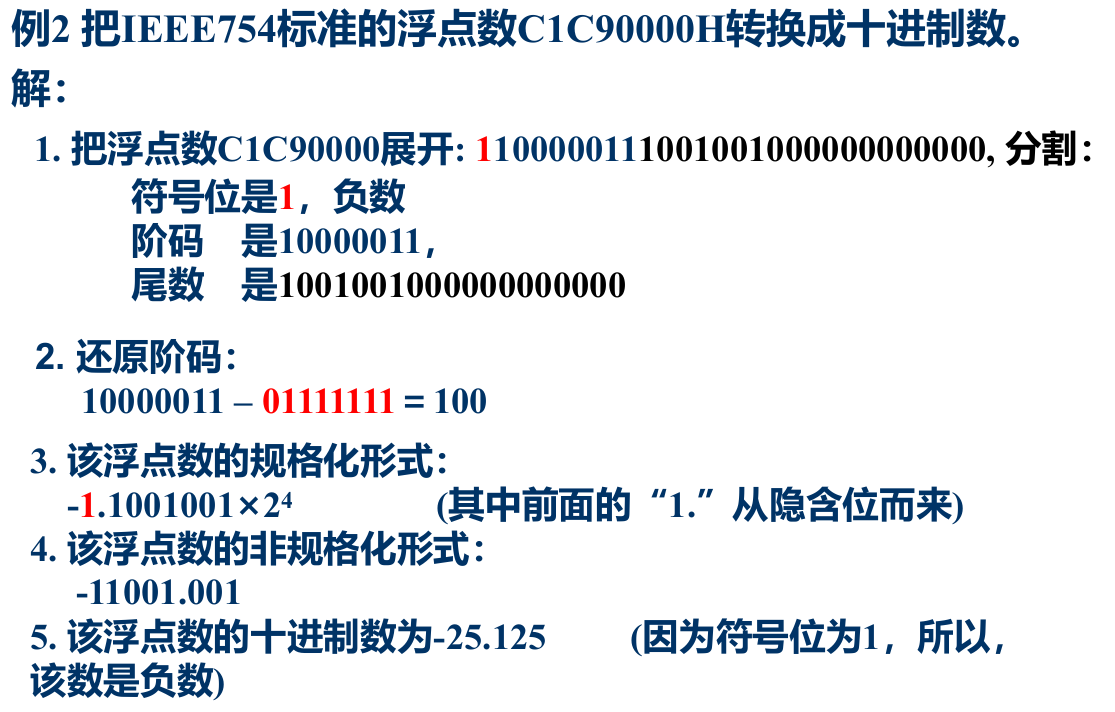 例2 把IEEE754标准的浮点数C1C90000H转换成十进制数。
解：
1. 把浮点数C1C90000展开: 1100000111001001000000000000, 分割：
符号位是1，负数
阶码 是10000011，
尾数 是1001001000000000000
2. 还原阶码：
10000011 – 01111111 = 100
3. 该浮点数的规格化形式：
-1.1001001×2⁴ (其中前面的“1.”从隐含位而来)
4. 该浮点数的非规格化形式：
-11001.001
5. 该浮点数的十进制数为-25.125 (因为符号位为1，所以，
该数是负数)